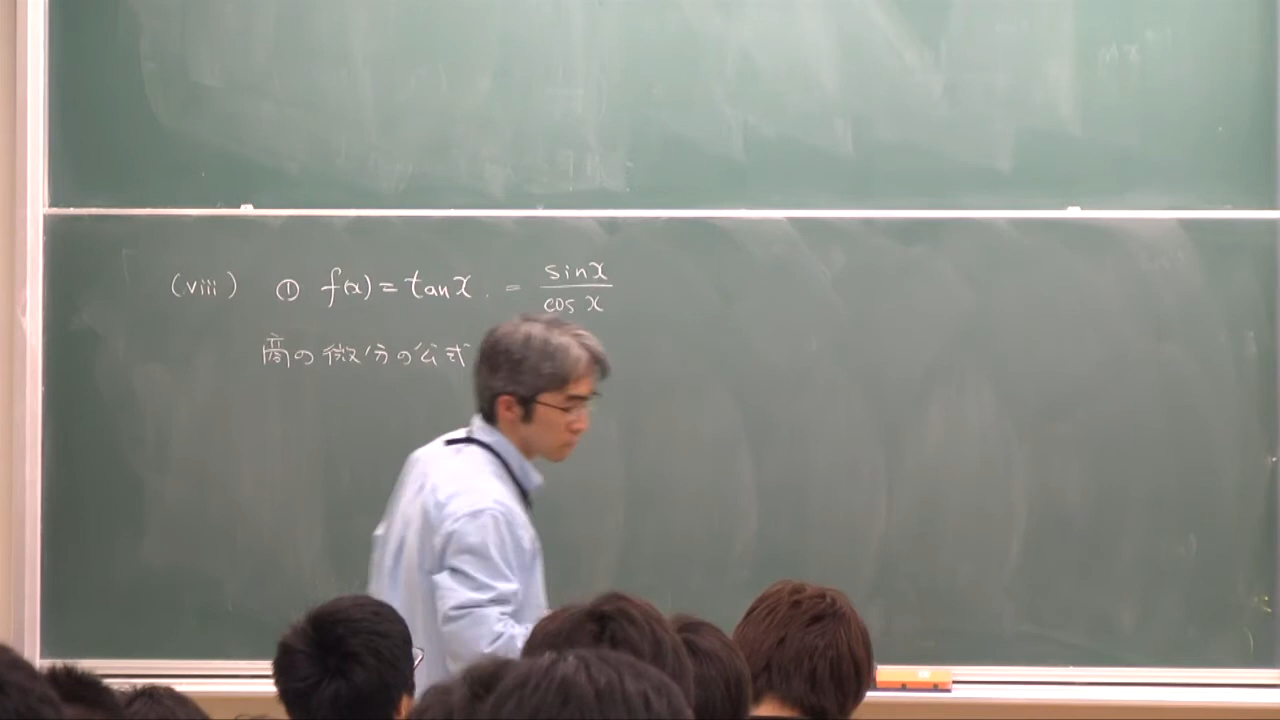 (viii) ① f(x) = tan x = sin x / cos x
商の微分の公式